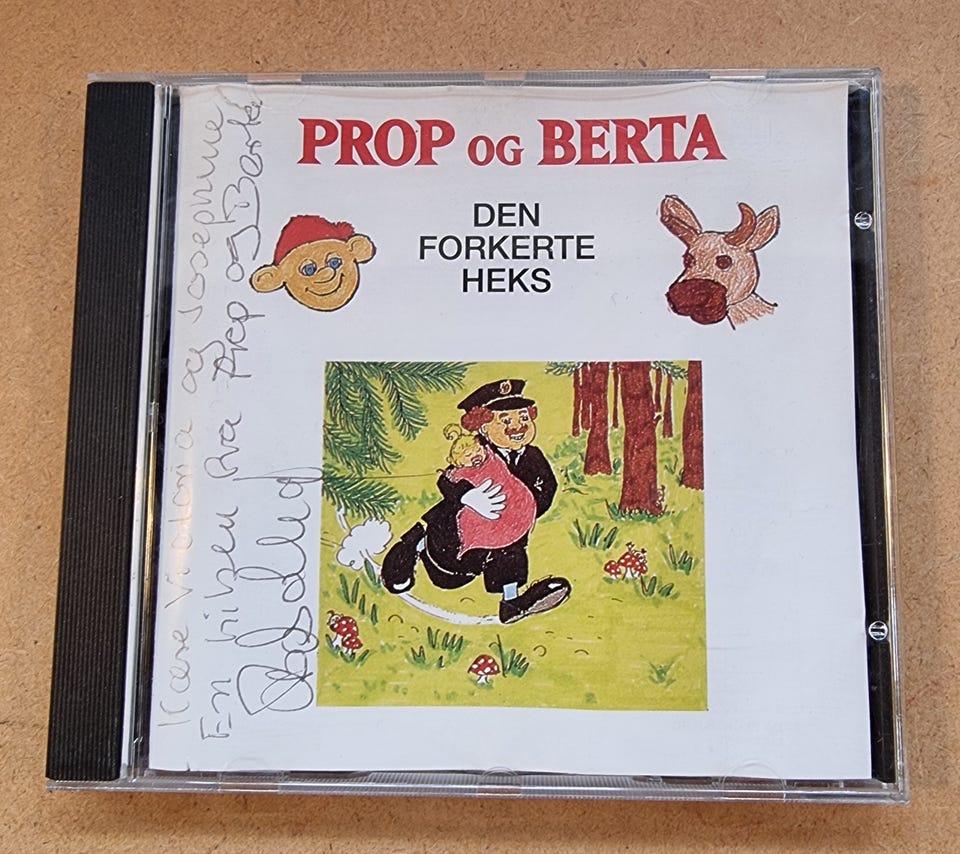 PROP OG BERTA
DEN
FORKERTE
HEKS
Kære Victoria og Josephine
En hilsen fra Prop og Berta